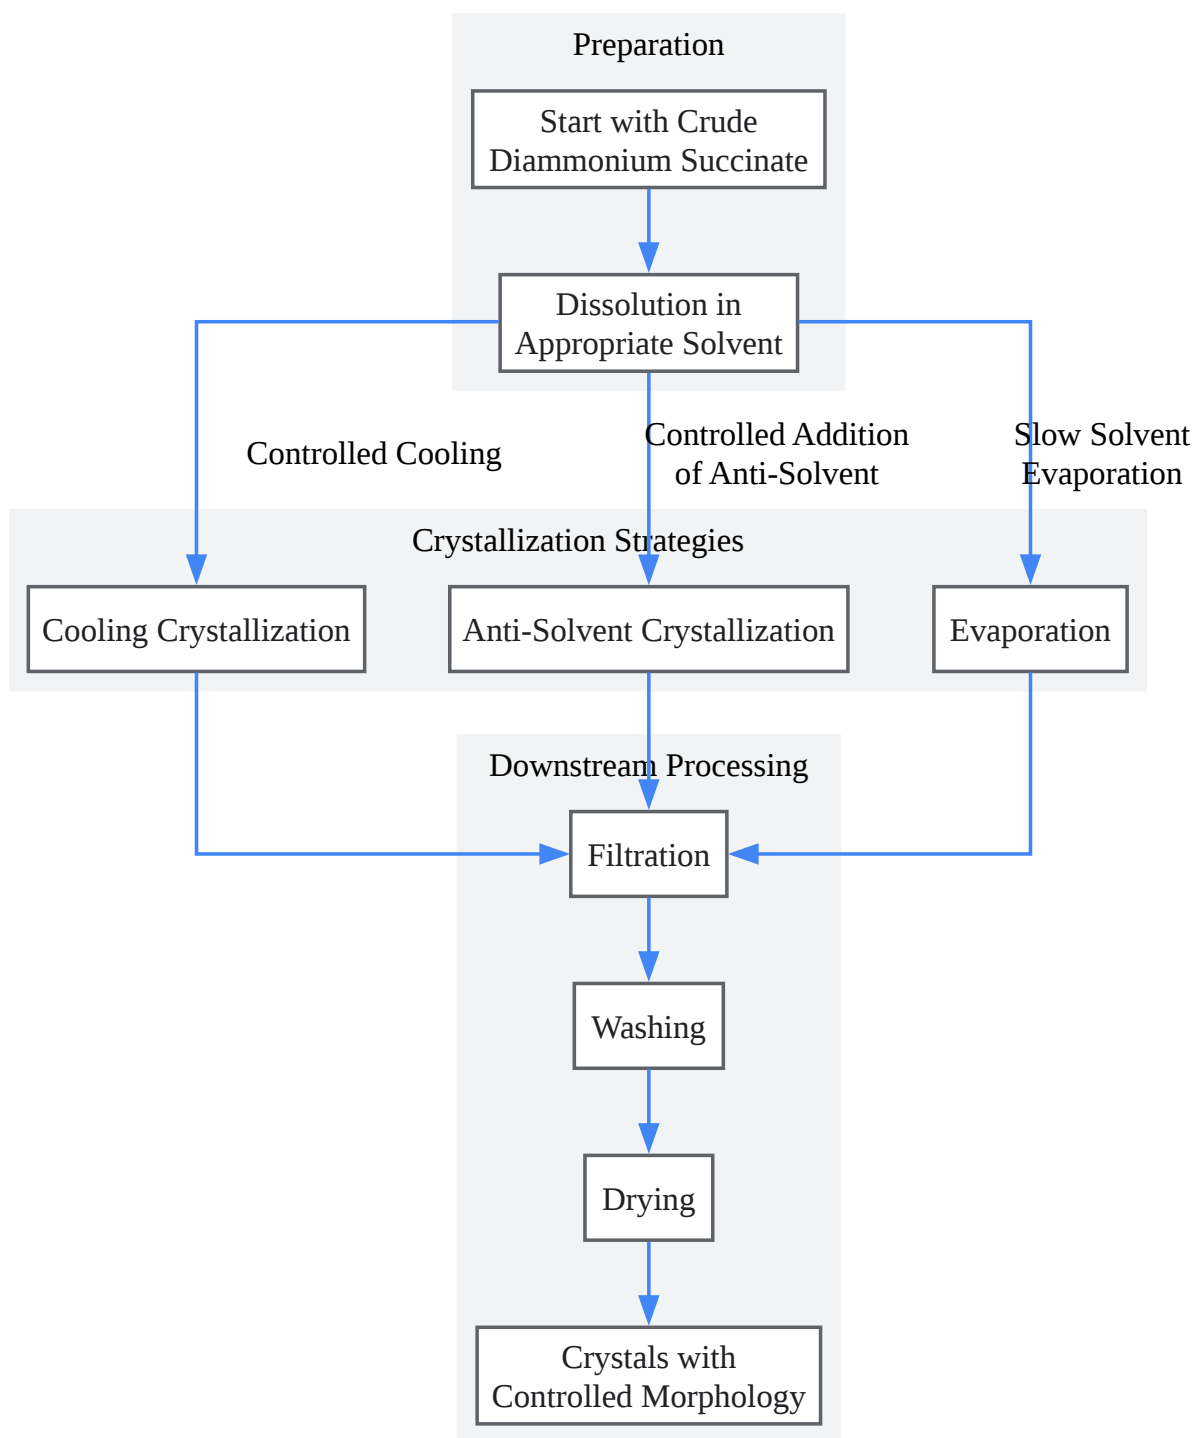 Preparation
Start with Crude
Diammonium Succinate
Dissolution in
Appropriate Solvent
Controlled Cooling
Controlled Addition
of Anti-Solvent
Slow Solvent
Evaporation
Crystallization Strategies
Cooling Crystallization
Anti-Solvent Crystallization
Evaporation
Downstream Processing
Filtration
Washing
Drying
Crystals with
Controlled Morphology